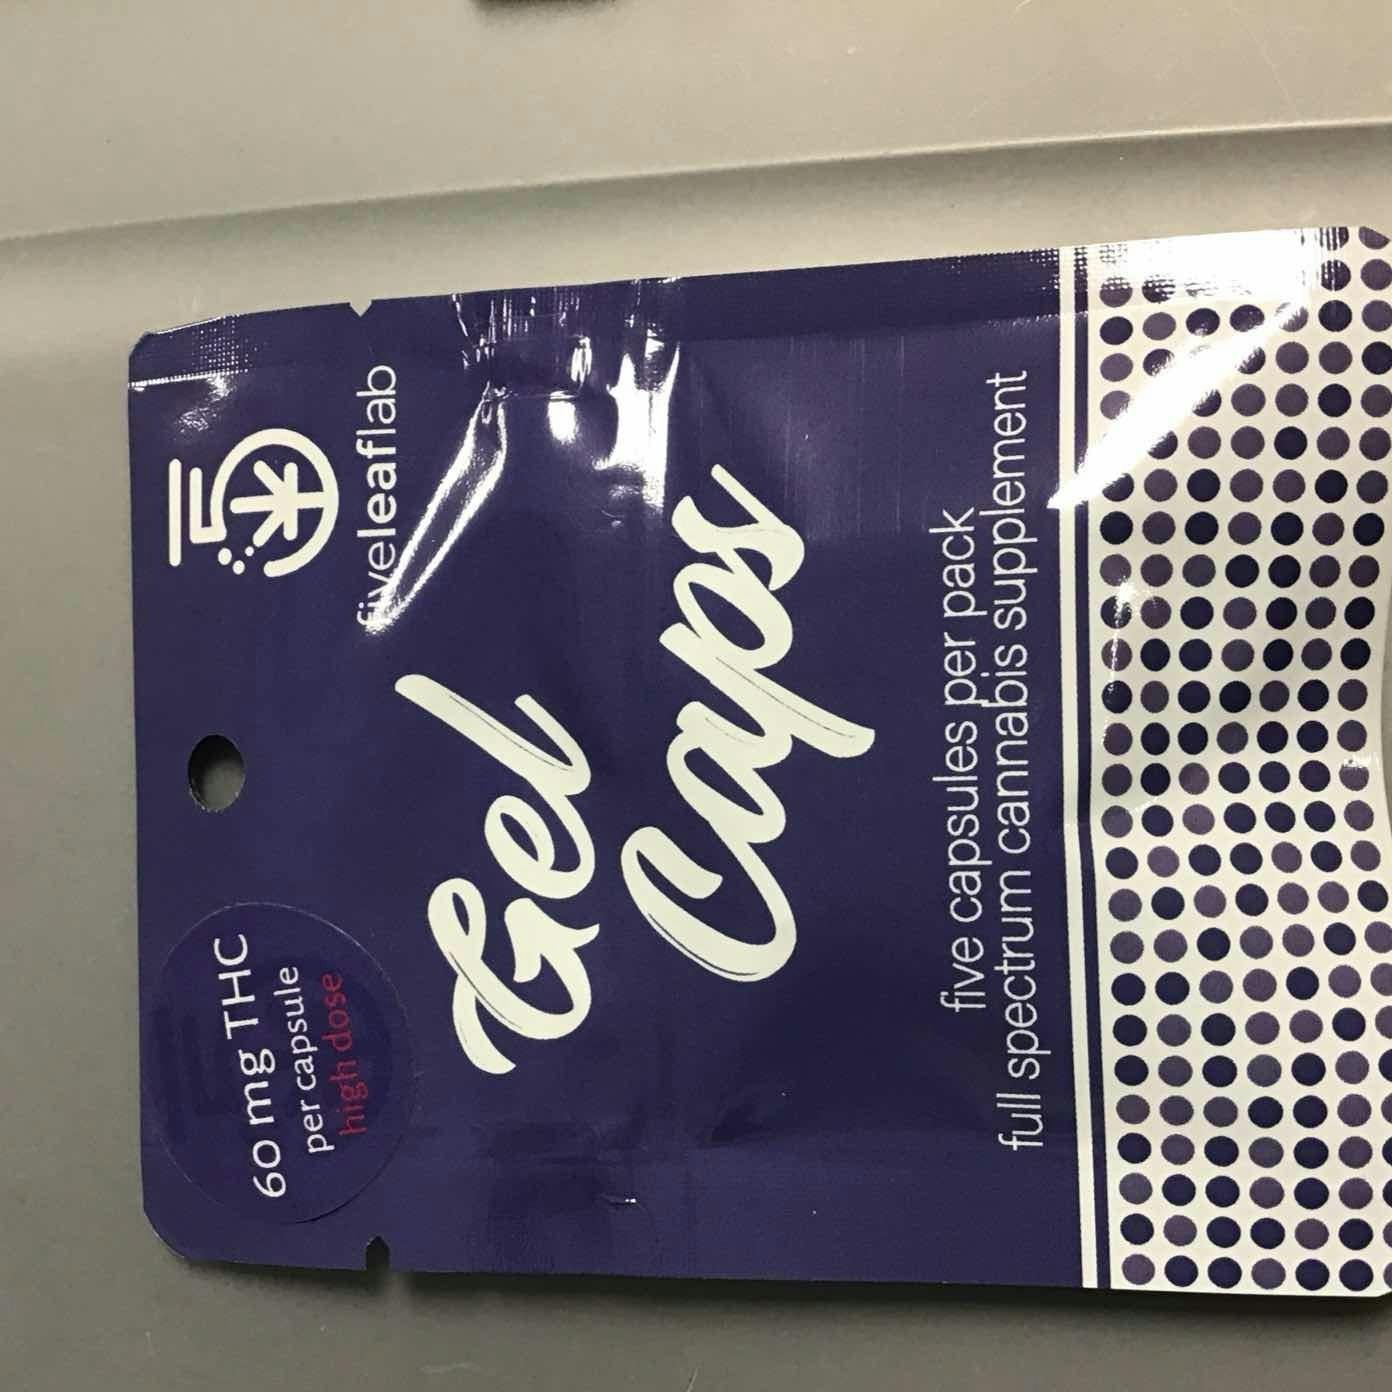 60 mg THC
per capsule
high dose
fiveleaflab
Gel
Caps
five capsules per pack
full spectrum cannabis supplement